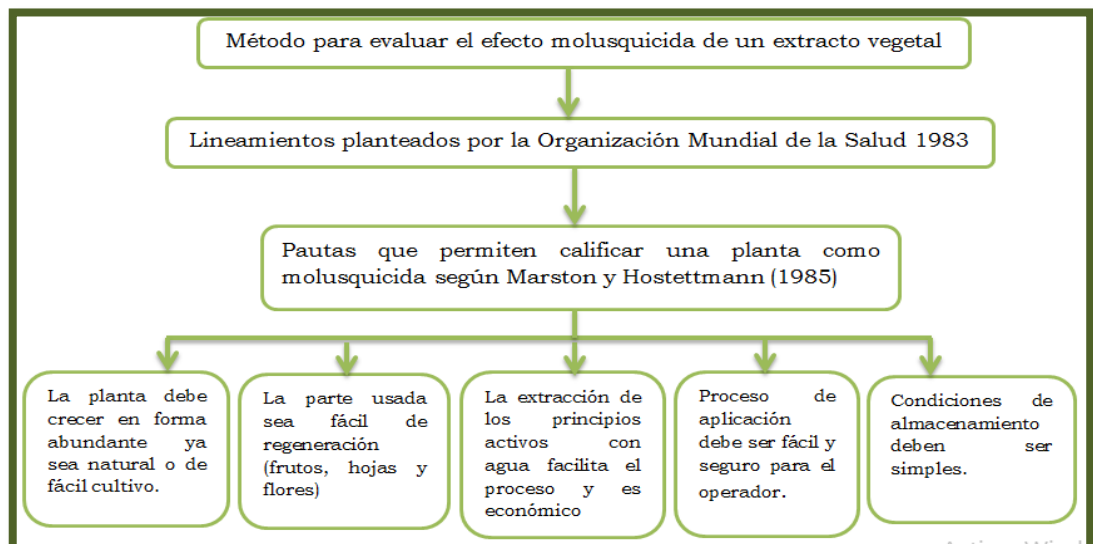 Método para evaluar el efecto molusquicida de un extracto vegetal
Lineamientos planteados por la Organización Mundial de la Salud 1983
Pautas que permiten calificar una planta como
molusquicida según Marston y Hostettmann (1985)
La planta debe
crecer en forma
abundante ya
sea natural o de
fácil cultivo.
La parte usada
sea fácil de
regeneración
(frutos, hojas y
flores)
La extracción de
los principios
activos con
agua facilita el
proceso y es
económico
Proceso de
aplicación
debe ser fácil y
seguro para el
operador.
Condiciones de
almacenamiento
deben ser
simples.